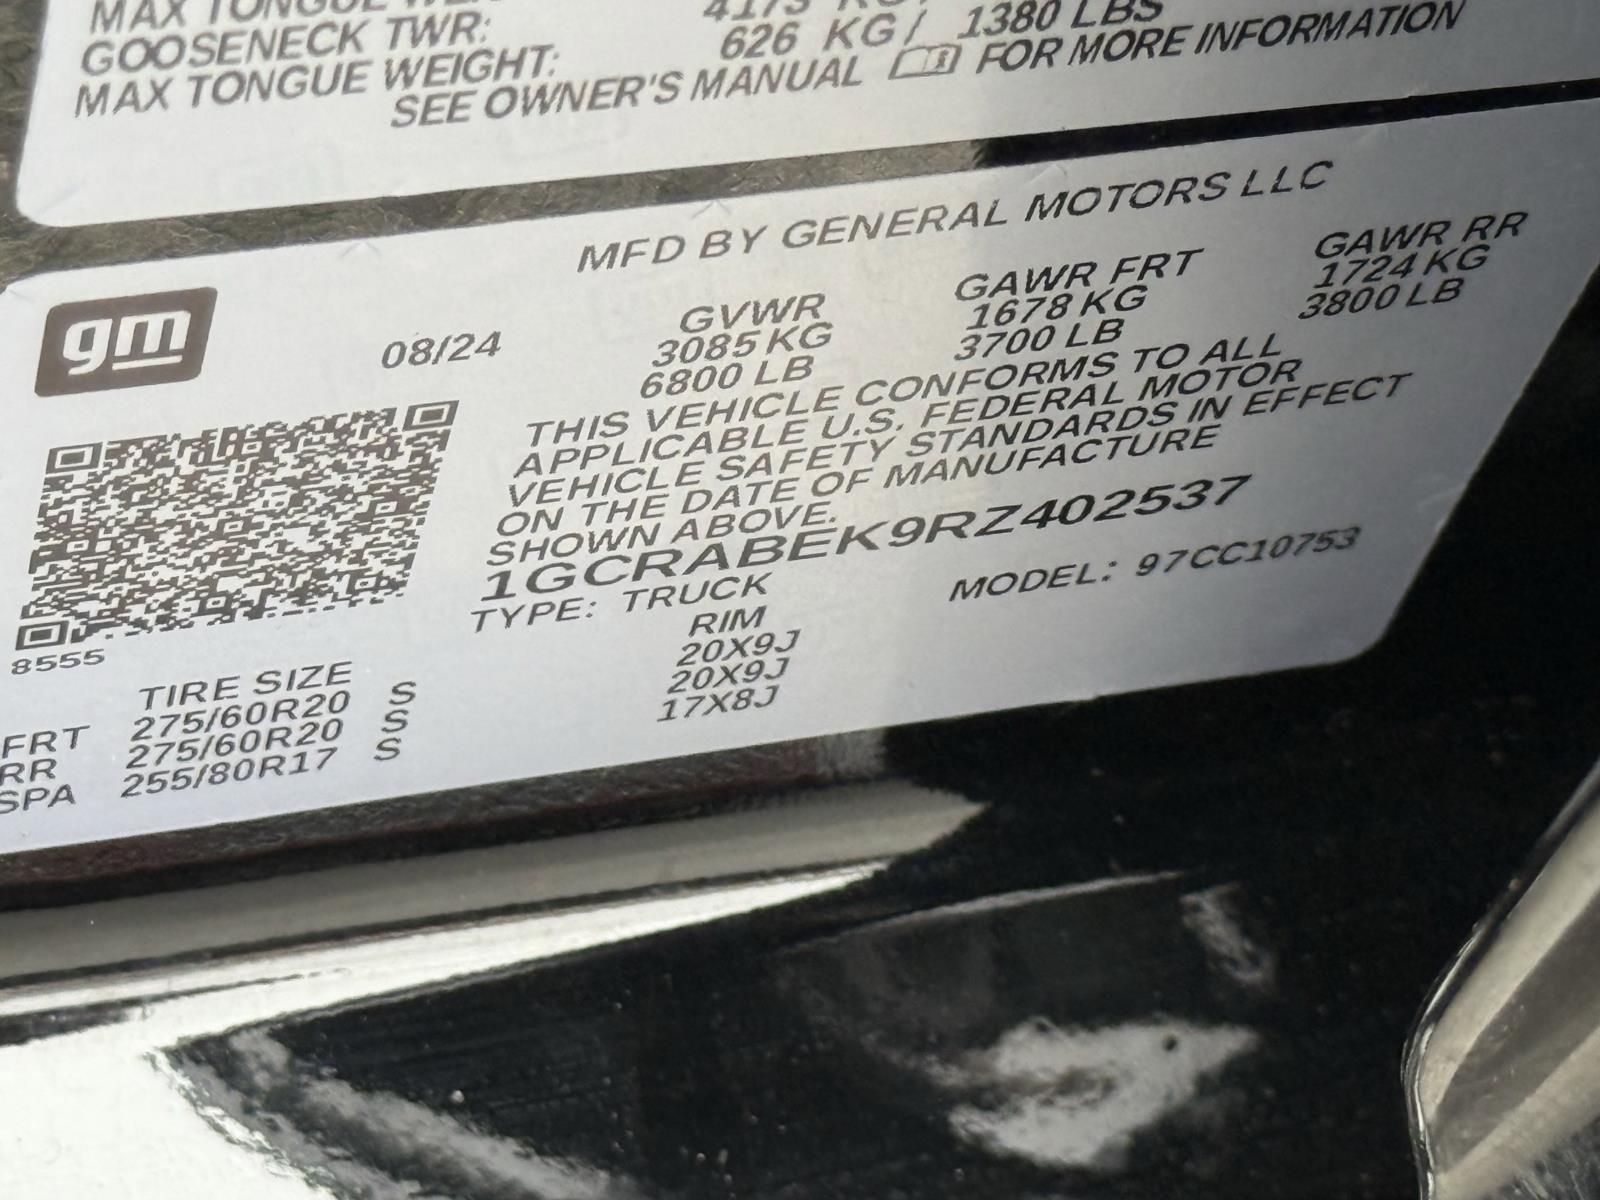 MAX TONGUE
GOOSENECK TWR: 4173
MAX TONGUE WEIGHT: 626 KG / 1380 LBS
SEE OWNER'S MANUAL FOR MORE INFORMATION
MFD BY GENERAL MOTORS LLC
gm
08/24
GVWR GAWR FRT GAWR RR
3085 KG 1678 KG 1724 KG
6800 LB 3700 LB 3800 LB
THIS VEHICLE CONFORMS TO ALL
APPLICABLE U.S. FEDERAL MOTOR
VEHICLE SAFETY STANDARDS IN EFFECT
ON THE DATE OF MANUFACTURE
SHOWN ABOVE.
1GCRABEK9RZ402537
TYPE: TRUCK MODEL: 97CC10753
8555
TIRE SIZE RIM
FRT 275/60R20 S 20X9J
RR 275/60R20 S 20X9J
SPA 255/80R17 S 17X8J